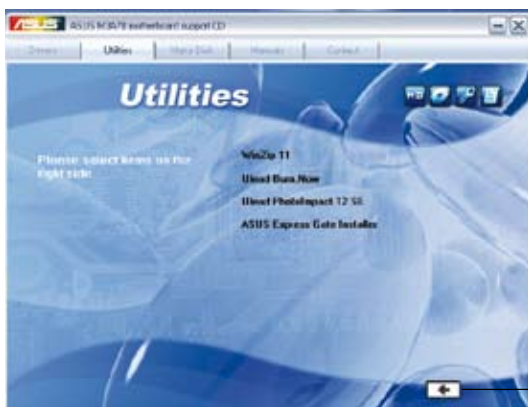 ASUS
ASUS M3A78 motherboard support CD
Drivers
Utilities
Make Disk
Manuals
Contact
Utilities
Please select items on the
right side
WinZip 11
Ulead Burn.Now
Ulead PhotoImpact 12 SE
ASUS Express Gate Installer